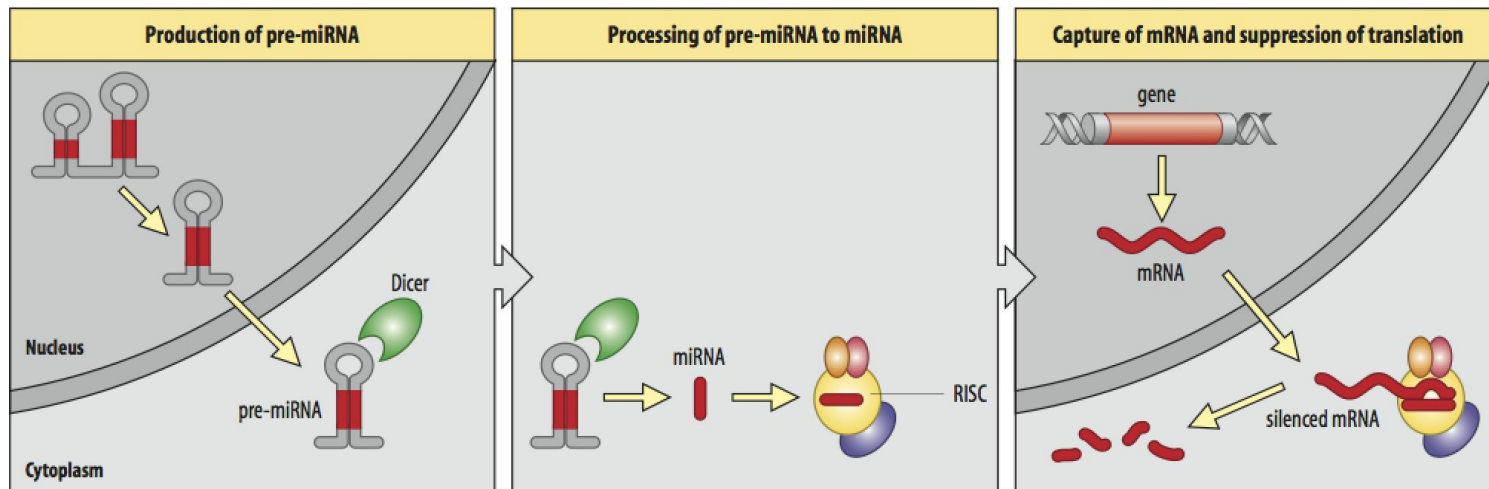 Production of pre-miRNA
Dicer
Nucleus
pre-miRNA
Cytoplasm
Processing of pre-miRNA to miRNA
miRNA
RISC
Capture of mRNA and suppression of translation
gene
mRNA
silenced mRNA